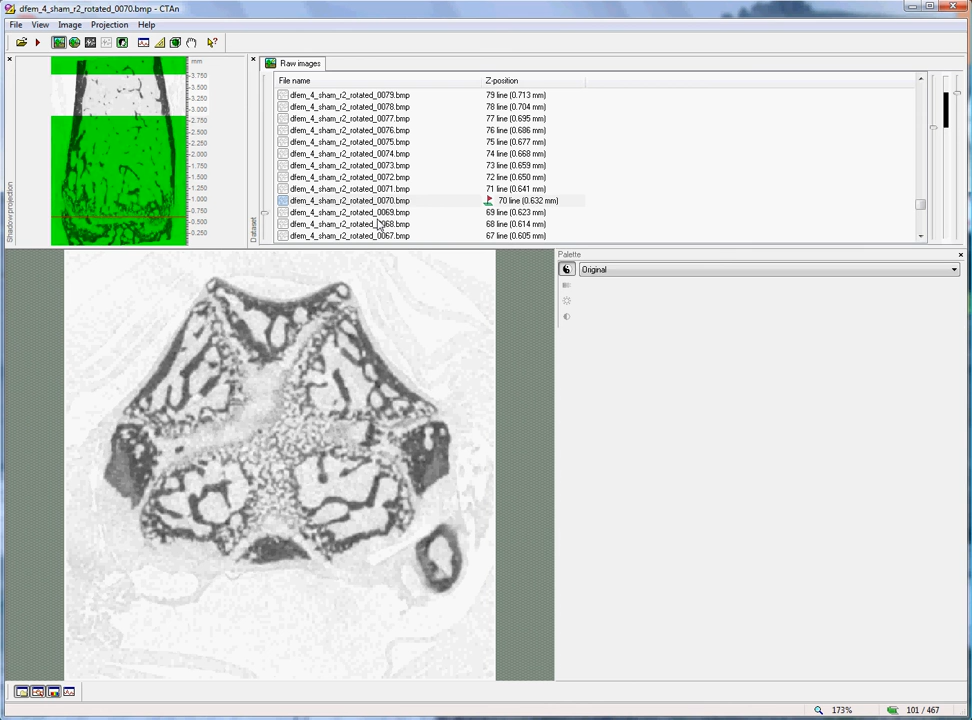 dfem_4_sham_r2_rotated_0070.bmp - CTAn
File View Image Projection Help
mm
3.750
3.500
3.250
3.000
2.750
2.500
2.250
2.000
1.750
1.500
1.250
1.000
0.750
0.500
0.250
Shadow projection
Dataset
Raw images
File name Z-position
dfem_4_sham_r2_rotated_0079.bmp 79 line (0.713 mm)
dfem_4_sham_r2_rotated_0078.bmp 78 line (0.704 mm)
dfem_4_sham_r2_rotated_0077.bmp 77 line (0.695 mm)
dfem_4_sham_r2_rotated_0076.bmp 76 line (0.686 mm)
dfem_4_sham_r2_rotated_0075.bmp 75 line (0.677 mm)
dfem_4_sham_r2_rotated_0074.bmp 74 line (0.668 mm)
dfem_4_sham_r2_rotated_0073.bmp 73 line (0.659 mm)
dfem_4_sham_r2_rotated_0072.bmp 72 line (0.650 mm)
dfem_4_sham_r2_rotated_0071.bmp 71 line (0.641 mm)
dfem_4_sham_r2_rotated_0070.bmp 70 line (0.632 mm)
dfem_4_sham_r2_rotated_0069.bmp 69 line (0.623 mm)
dfem_4_sham_r2_rotated_0068.bmp 68 line (0.614 mm)
dfem_4_sham_r2_rotated_0067.bmp 67 line (0.605 mm)
Palette
Original
173% 101 / 467